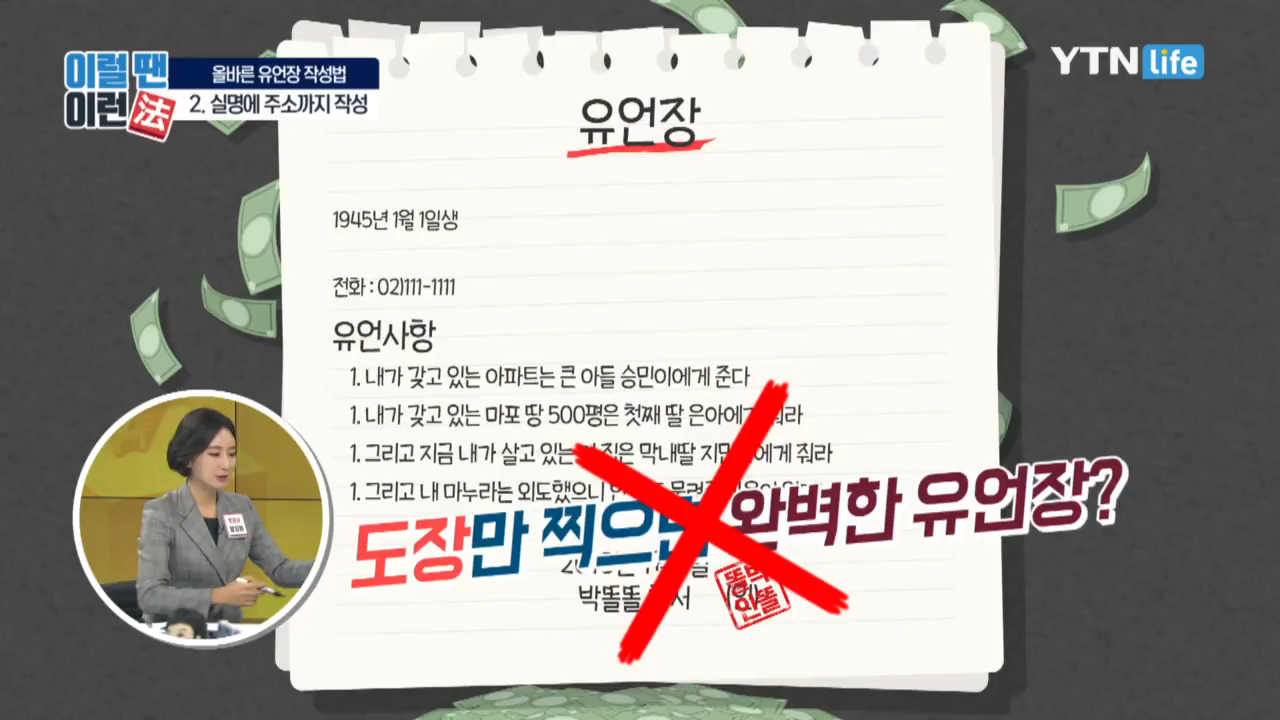 이럴 땐
이런 法
올바른 유언장 작성법
2. 실명에 주소까지 작성
YTN life
유언장
1945년 1월 1일생
전화 : 02)111-1111
유언사항
1. 내가 갖고 있는 아파트는 큰 아들 승민이에게 준다
1. 내가 갖고 있는 마포 땅 500평은 첫째 딸 은아에게 줘라
1. 그리고 지금 내가 살고 있는 집은 막내딸 에게 줘라
1. 그리고 내 마누라는 외도했으니
도장만 찍으면 완벽한 유언장?
박똘똘